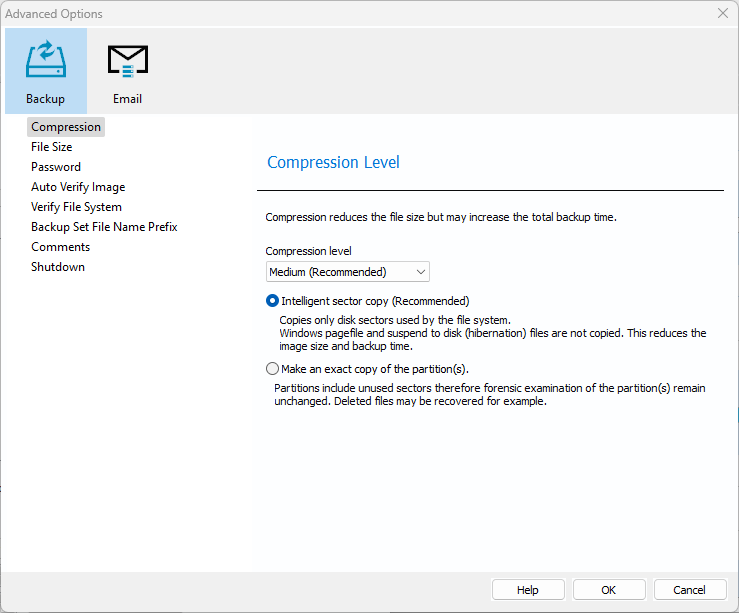 Advanced Options
Backup
Email
Compression
File Size
Password
Auto Verify Image
Verify File System
Backup Set File Name Prefix
Comments
Shutdown
Compression Level
Compression reduces the file size but may increase the total backup time.
Compression level
Medium (Recommended)
Intelligent sector copy (Recommended)
Copies only disk sectors used by the file system.
Windows pagefile and suspend to disk (hibernation) files are not copied. This reduces the
image size and backup time.
Make an exact copy of the partition(s).
Partitions include unused sectors therefore forensic examination of the partition(s) remain
unchanged. Deleted files may be recovered for example.
Help
OK
Cancel